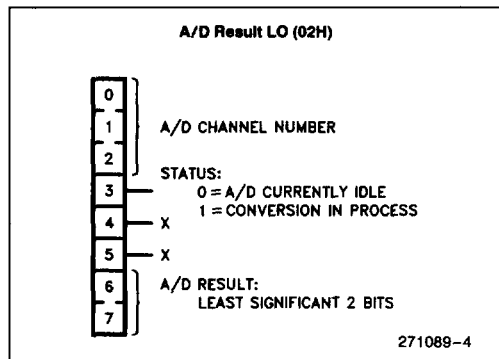 A/D Result LO (02H)
0
1
2
A/D CHANNEL NUMBER
3
STATUS:
0 = A/D CURRENTLY IDLE
1 = CONVERSION IN PROCESS
4 X
5 X
6
7
A/D RESULT:
LEAST SIGNIFICANT 2 BITS
271089-4